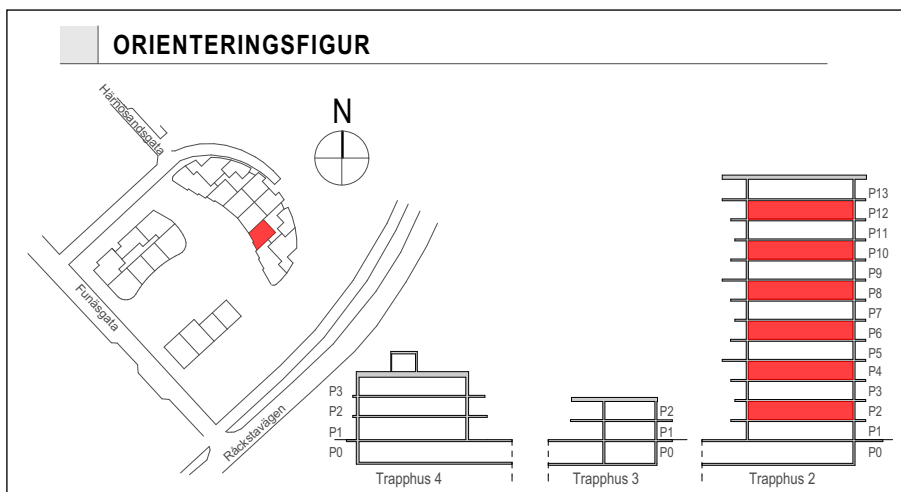 ORIENTERINGSFIGUR
Härnösandsgata
N
Funäsgata
Råckstavägen
P3
P2
P1
P0
Trapphus 4
P2
P1
P0
Trapphus 3
P13
P12
P11
P10
P9
P8
P7
P6
P5
P4
P3
P2
P1
P0
Trapphus 2